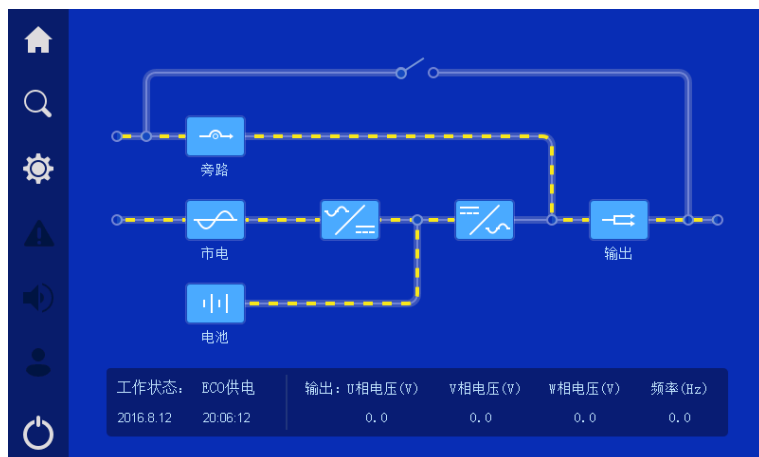 旁路
市电
输出
电池
工作状态: ECO供电 输出:U相电压(V) V相电压(V) W相电压(V) 频率(Hz)
2016.8.12 20:06:12 0.0 0.0 0.0 0.0